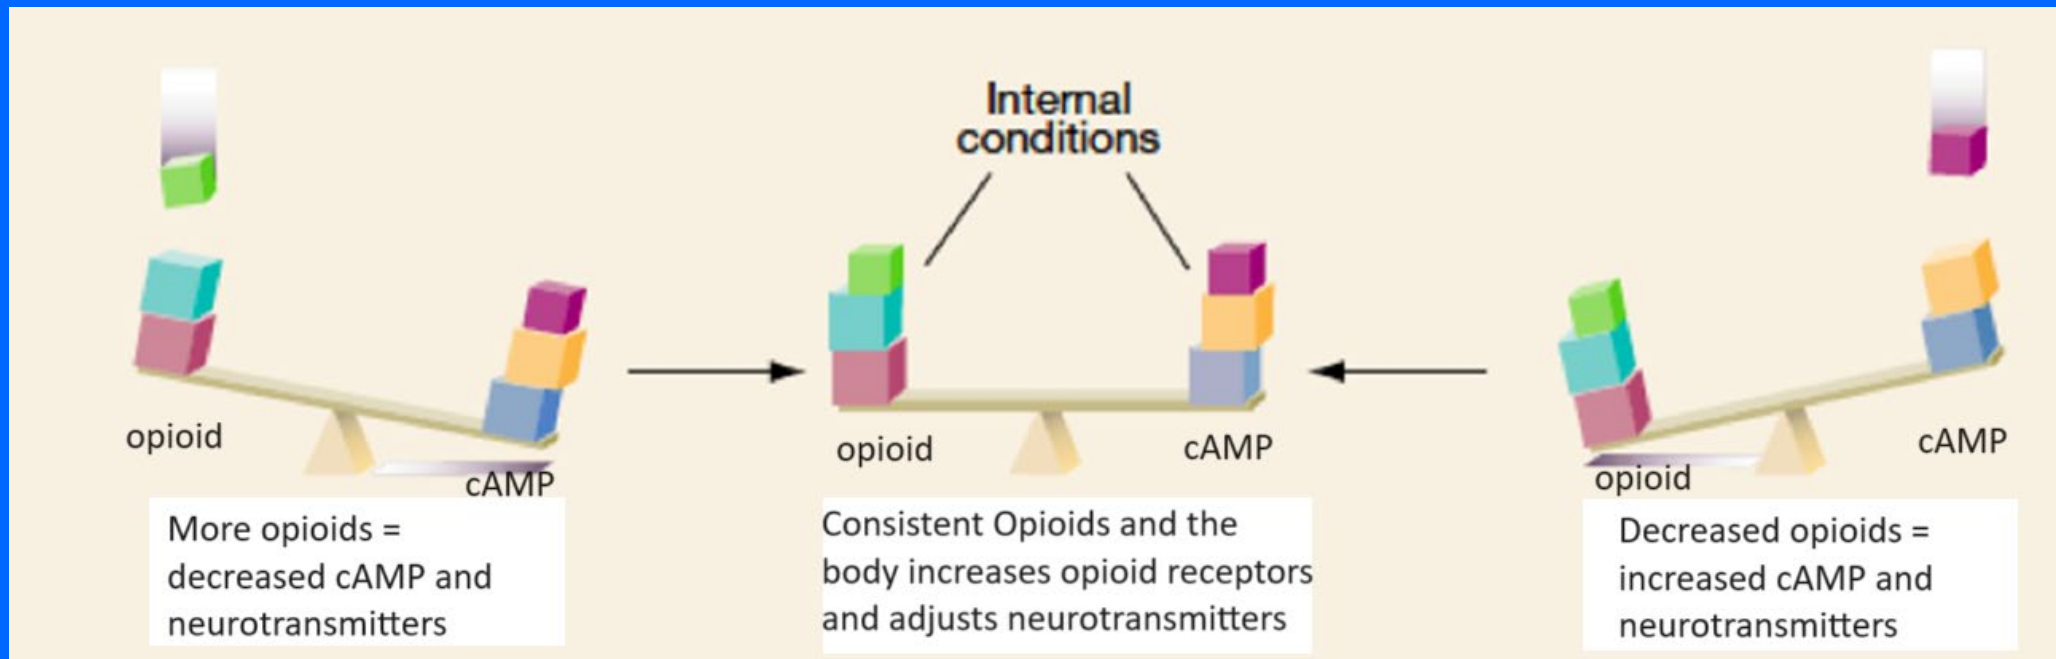 Internal
conditions
opioid
cAMP
opioid
cAMP
opioid
cAMP
More opioids =
decreased cAMP and
neurotransmitters
Consistent Opioids and the
body increases opioid receptors
and adjusts neurotransmitters
Decreased opioids =
increased cAMP and
neurotransmitters